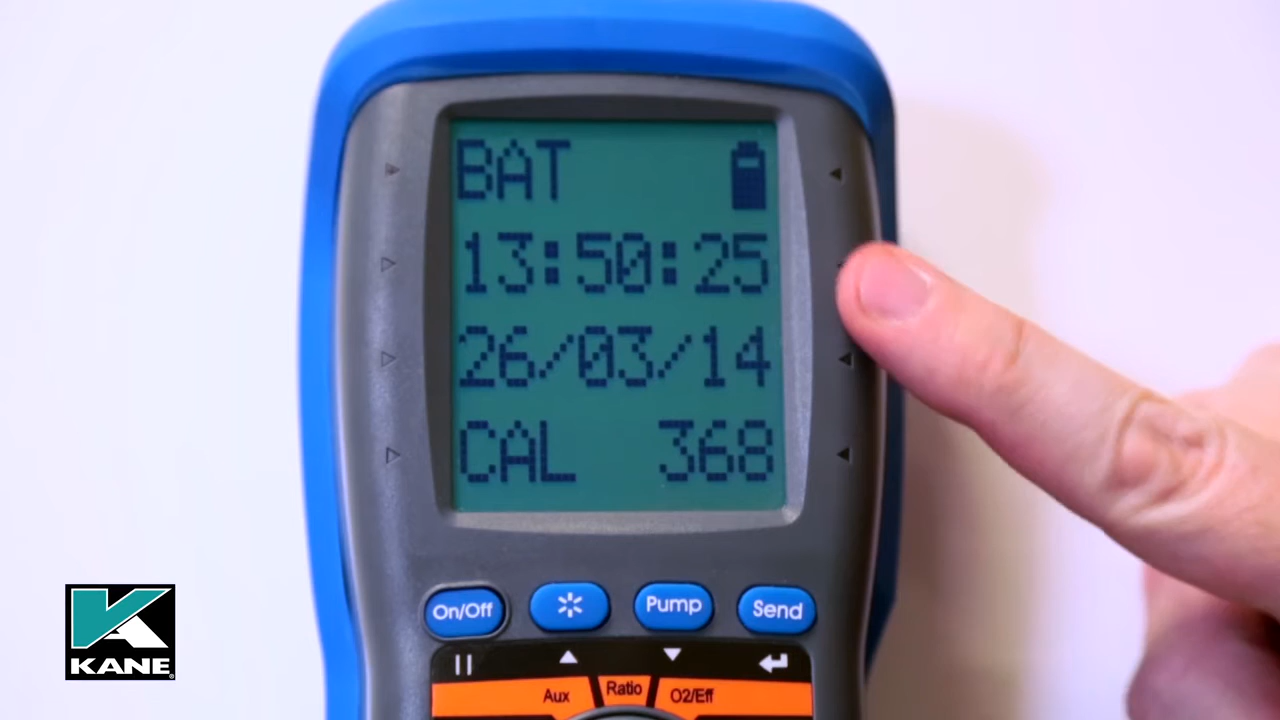 BAT
13:50:25
26/03/14
CAL 368
On/Off Pump Send
Aux Ratio O2/Eff
KANE